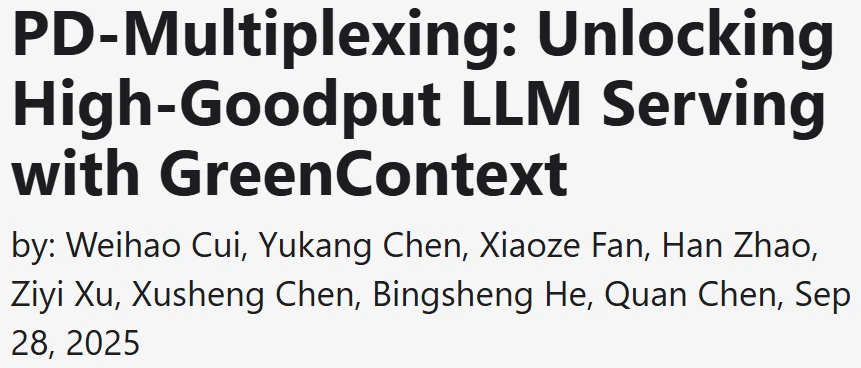 PD-Multiplexing: Unlocking
High-Goodput LLM Serving
with GreenContext
by: Weihao Cui, Yukang Chen, Xiaoze Fan, Han Zhao,
Ziyi Xu, Xusheng Chen, Bingsheng He, Quan Chen, Sep
28, 2025